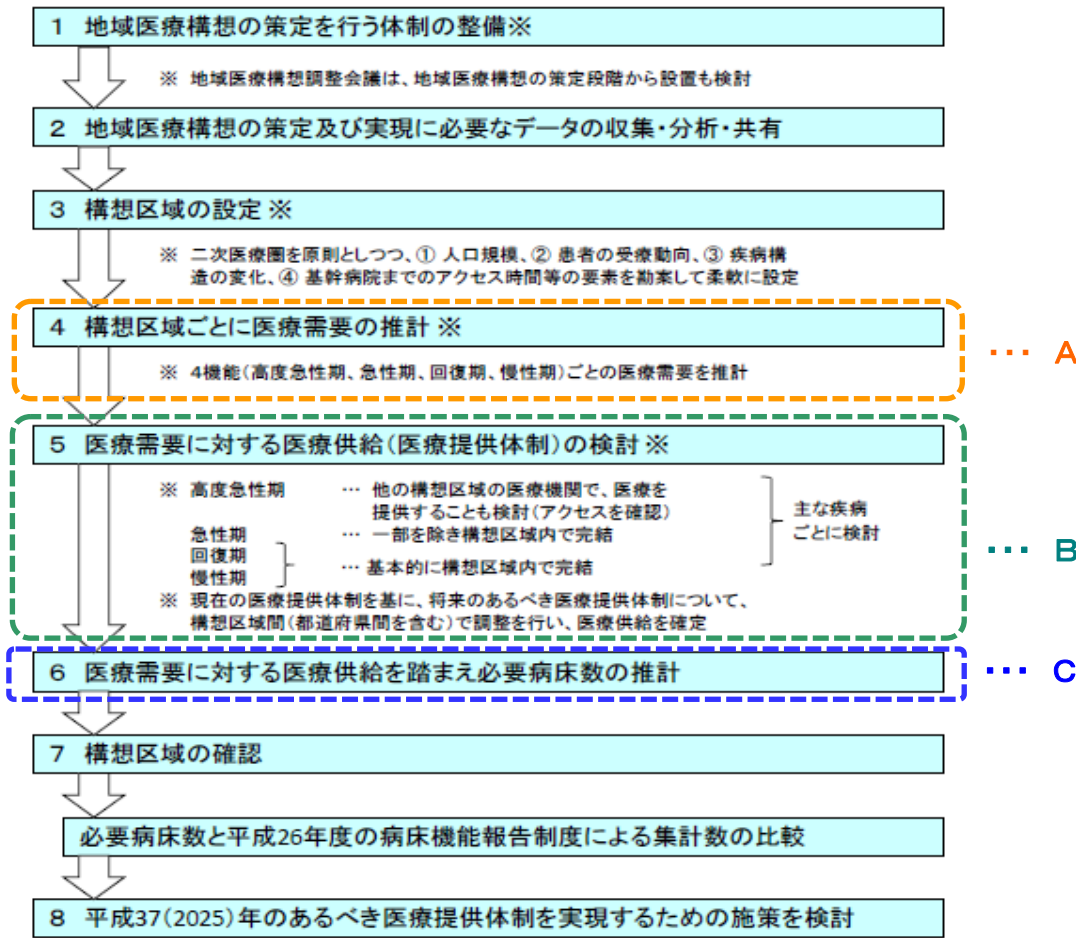 1 地域医療構想の策定を行う体制の整備※
※ 地域医療構想調整会議は、地域医療構想の策定段階から設置も検討
2 地域医療構想の策定及び実現に必要なデータの収集・分析・共有
3 構想区域の設定 ※
※ 二次医療圏を原則としつつ、① 人口規模、② 患者の受療動向、③ 疾病構
造の変化、④ 基幹病院までのアクセス時間等の要素を勘案して柔軟に設定
4 構想区域ごとに医療需要の推計 ※
※ 4機能(高度急性期、急性期、回復期、慢性期)ごとの医療需要を推計
… A
5 医療需要に対する医療供給(医療提供体制)の検討 ※
※ 高度急性期 … 他の構想区域の医療機関で、医療を
提供することも検討(アクセスを確認)
急性期 … 一部を除き構想区域内で完結
回復期
慢性期
… 基本的に構想区域内で完結
主な疾病
ごとに検討
※ 現在の医療提供体制を基に、将来のあるべき医療提供体制について、
構想区域間(都道府県間を含む)で調整を行い、医療供給を確定
… B
6 医療需要に対する医療供給を踏まえ必要病床数の推計
… C
7 構想区域の確認
必要病床数と平成26年度の病床機能報告制度による集計数の比較
8 平成37(2025)年のあるべき医療提供体制を実現するための施策を検討